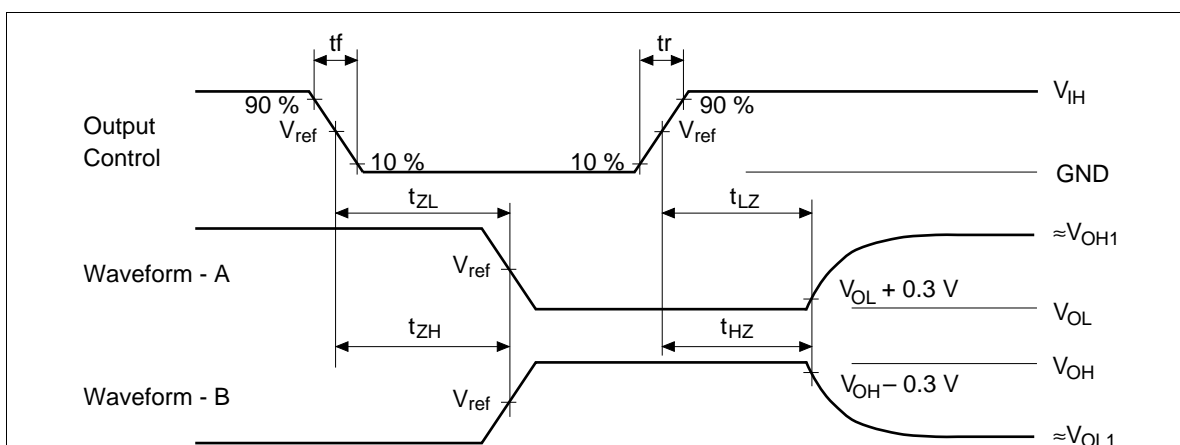 tf
tr
90 %
90 %
V_IH
Output
Control
V_ref
V_ref
10 %
10 %
GND
t_ZL
t_LZ
≈V_OH1
Waveform - A
V_ref
V_OL + 0.3 V
V_OL
t_ZH
t_HZ
V_OH
V_OH – 0.3 V
Waveform - B
V_ref
≈V_OL1